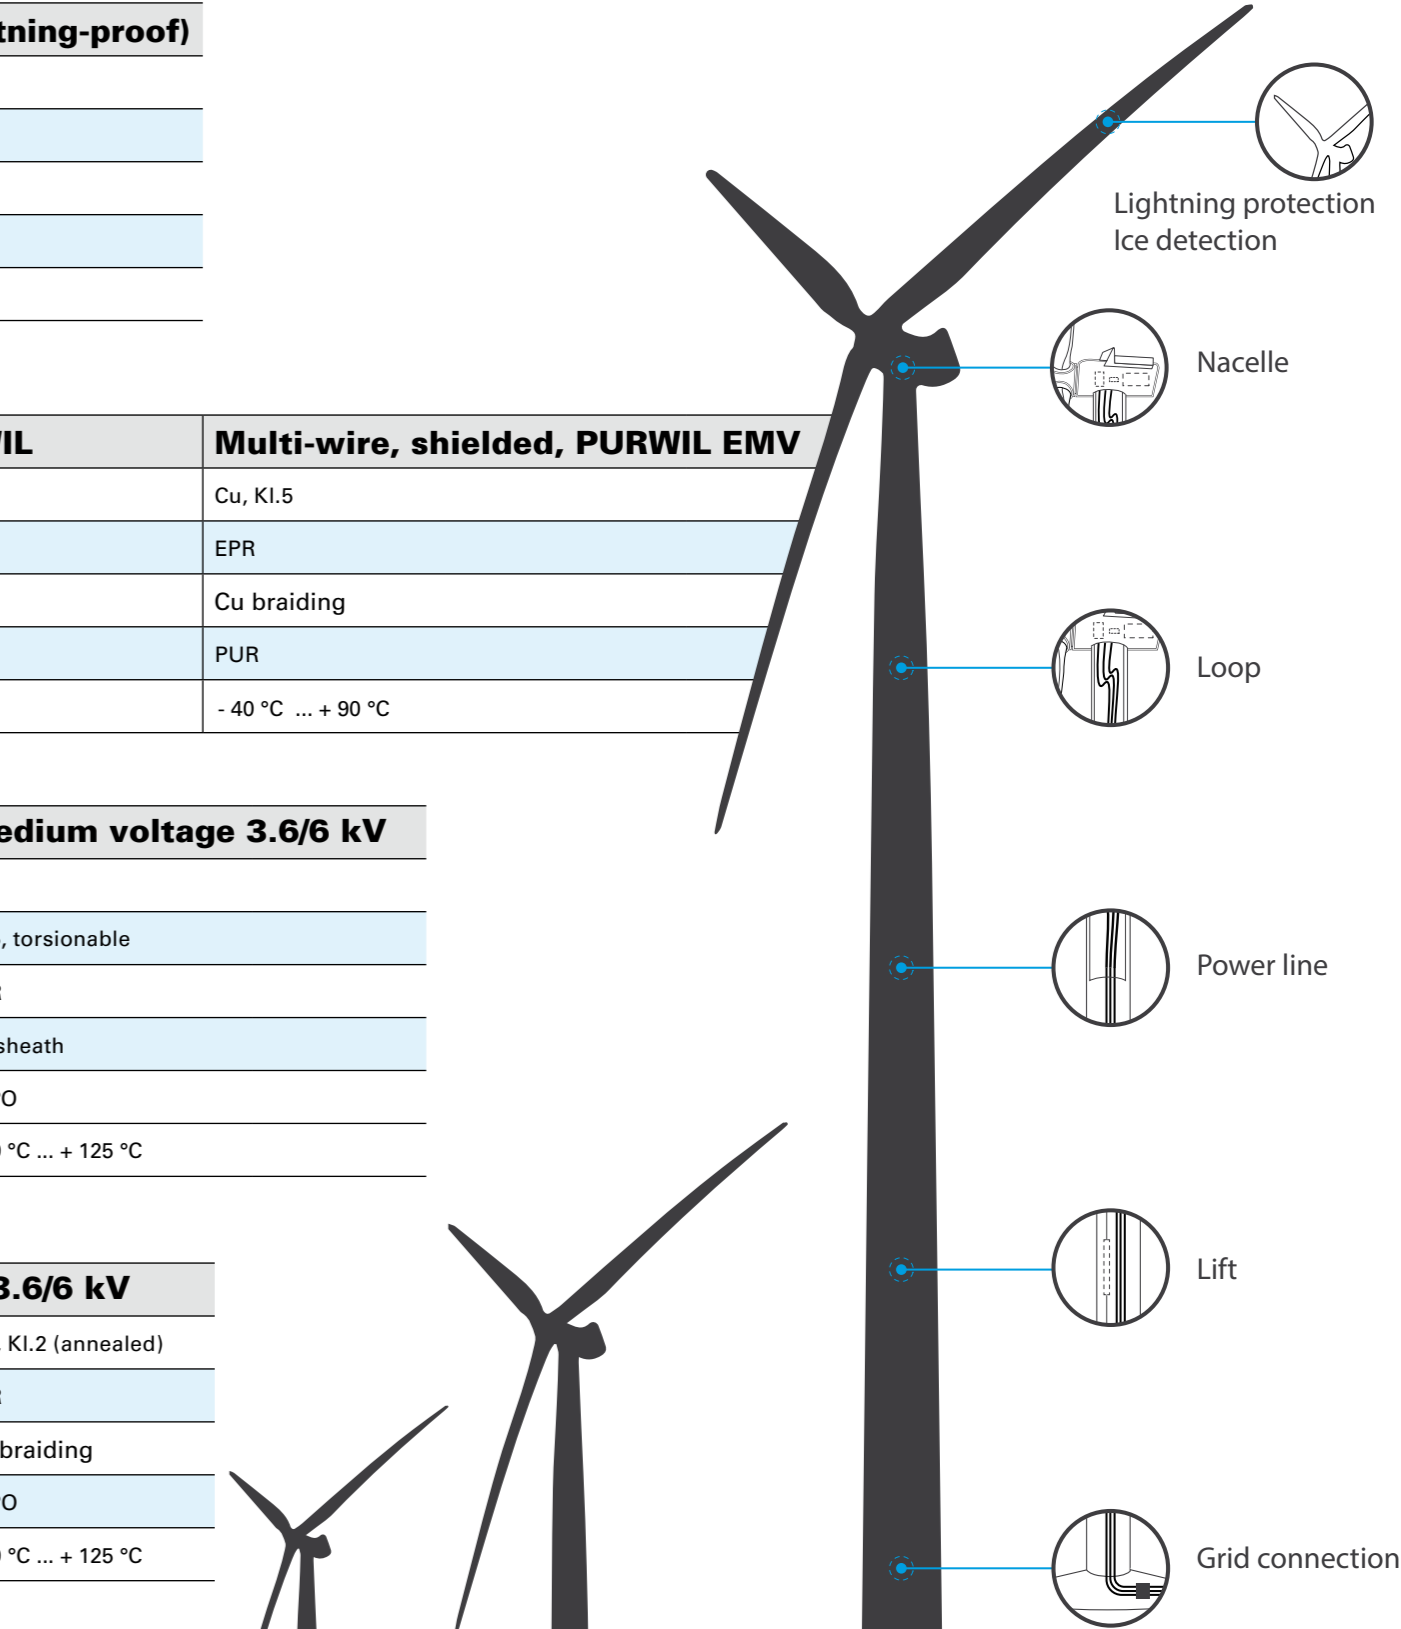 tning-proof)
Lightning protection
Ice detection
Nacelle
IL
Multi-wire, shielded, PURWIL EMV
Cu, Kl.5
EPR
Cu braiding
PUR
- 40 °C ... + 90 °C
Loop
edium voltage 3.6/6 kV
, torsionable
sheath
O
°C ... + 125 °C
Power line
3.6/6 kV
Kl.2 (annealed)
braiding
O
°C ... + 125 °C
Lift
Grid connection